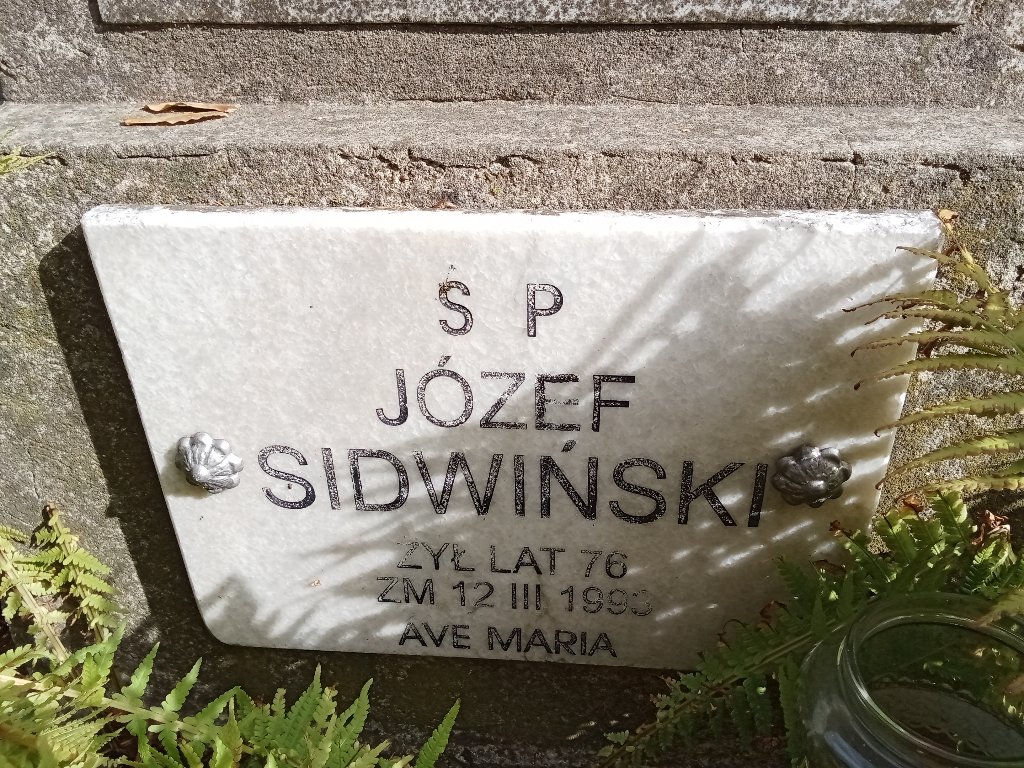 Ś P
JÓZEF
SIDWIŃSKI
ŻYŁ LAT 76
ZM 12 III 1993
AVE MARIA